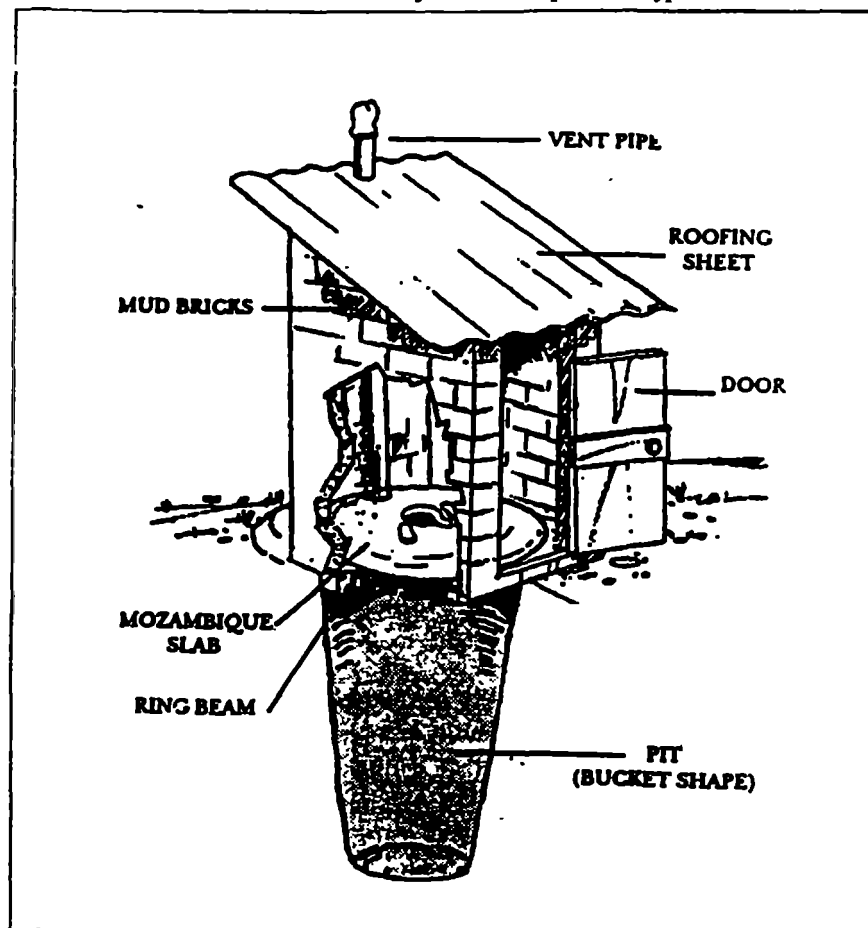 VENT PIPE
ROOFING
SHEET
MUD BRICKS
DOOR
MOZAMBIQUE
SLAB
RING BEAM
PIT
(BUCKET SHAPE)